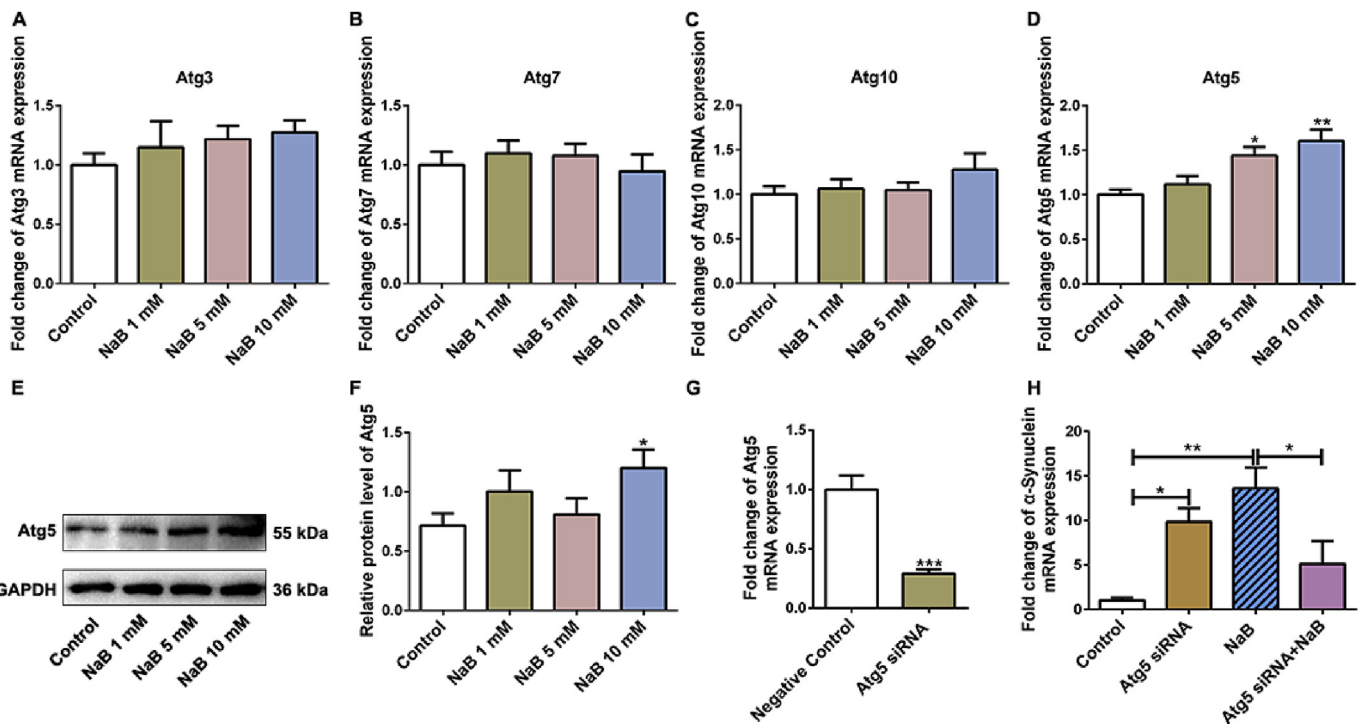 A
Atg3
Fold change of Atg3 mRNA expression
1.5
1.0
0.5
0.0
Control
NaB 1 mM
NaB 5 mM
NaB 10 mM
B
Atg7
Fold change of Atg7 mRNA expression
1.5
1.0
0.5
0.0
Control
NaB 1 mM
NaB 5 mM
NaB 10 mM
C
Atg10
Fold change of Atg10 mRNA expression
2.0
1.5
1.0
0.5
0.0
Control
NaB 1 mM
NaB 5 mM
NaB 10 mM
D
Atg5
Fold change of Atg5 mRNA expression
2.0
1.5
1.0
0.5
0.0
*
**
Control
NaB 1 mM
NaB 5 mM
NaB 10 mM
E
Atg5
55 kDa
GAPDH
36 kDa
Control
NaB 1 mM
NaB 5 mM
NaB 10 mM
F
Relative protein level of Atg5
1.5
1.0
0.5
0.0
*
Control
NaB 1 mM
NaB 5 mM
NaB 10 mM
G
Fold change of Atg5
mRNA expression
1.5
1.0
0.5
0.0
***
Negative Control
Atg5 siRNA
H
Fold change of α-Synuclein
mRNA expression
20
15
10
5
0
**
*
*
Control
Atg5 siRNA
NaB
Atg5 siRNA+NaB